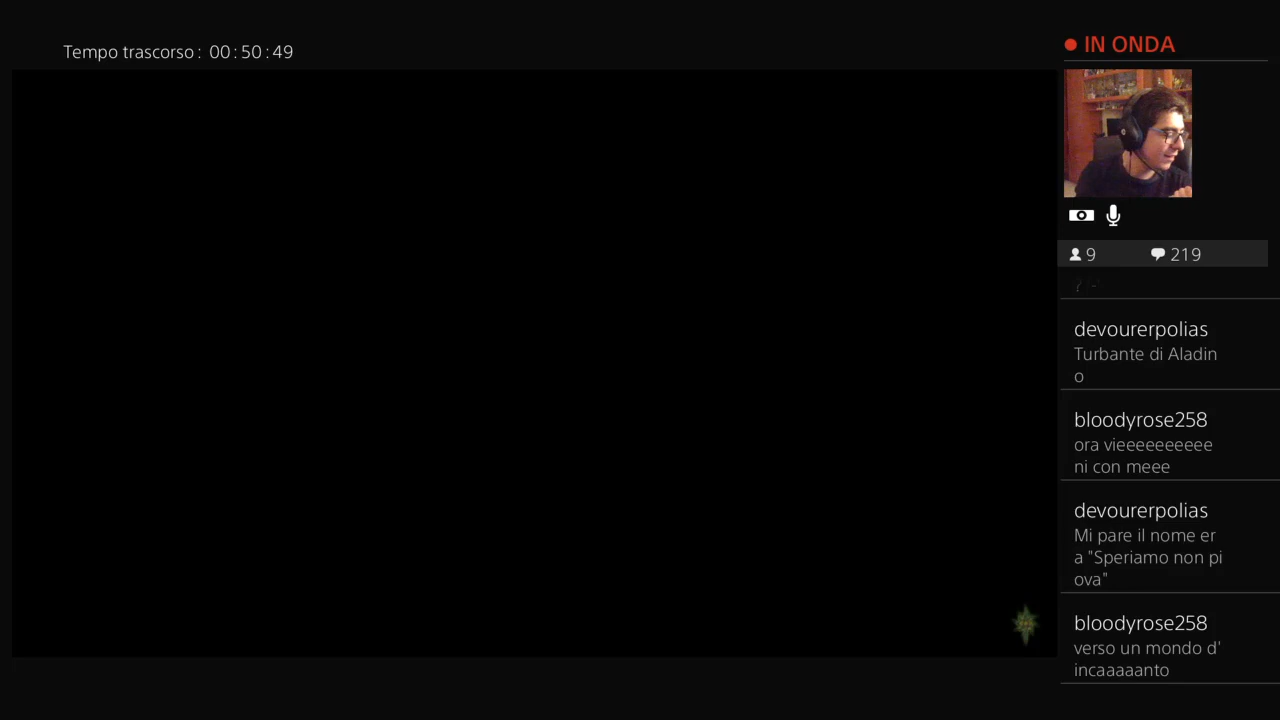 Tempo trascorso: 00:50:49
IN ONDA
9 219
devourerpolias
Turbante di Aladin
o
bloodyrose258
ora vieeeeeeeeee
ni con meee
devourerpolias
Mi pare il nome er
a "Speriamo non pi
ova"
bloodyrose258
verso un mondo d'
incaaaaanto